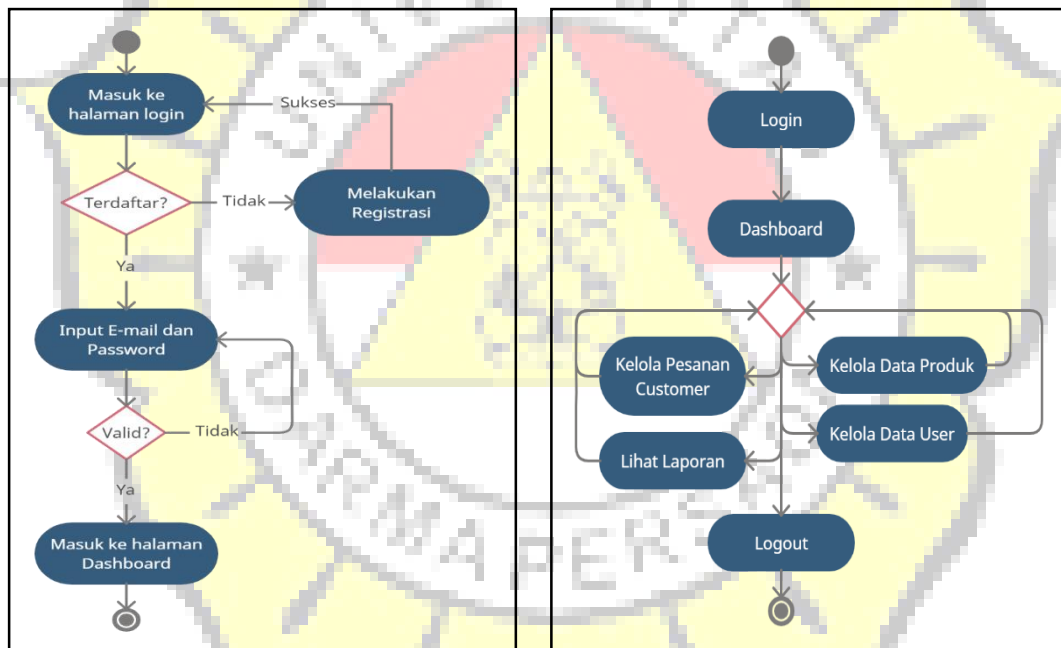 Masuk ke
halaman login
Sukses
Terdaftar?
Tidak
Melakukan
Registrasi
Ya
Input E-mail dan
Password
Valid?
Tidak
Ya
Masuk ke halaman
Dashboard
Login
Dashboard
Kelola Pesanan
Customer
Kelola Data Produk
Kelola Data User
Lihat Laporan
Logout